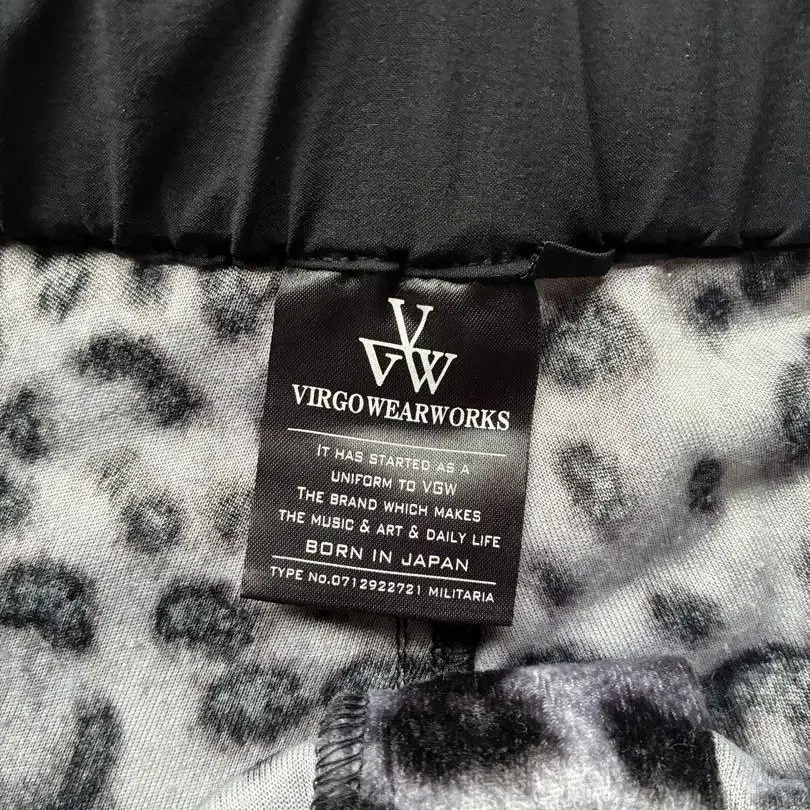 V
VGW
VIRGOWEARWORKS
IT HAS STARTED AS A
UNIFORM TO VGW
THE BRAND WHICH MAKES
THE MUSIC & ART & DAILY LIFE
BORN IN JAPAN
TYPE No.0712922721 MILITARIA